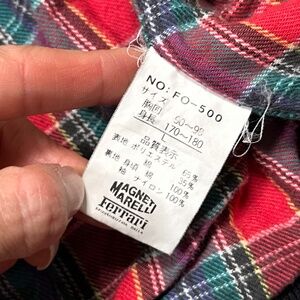 NO: FO-500
サイズ
胸囲 90~98
身長 170~180
L
品質表示
表地 ポリエステル 65%
綿 35%
裏地 身頃 綿 100%
袖 ナイロン 100%
MAGNETI
MARELLI
Ferrari